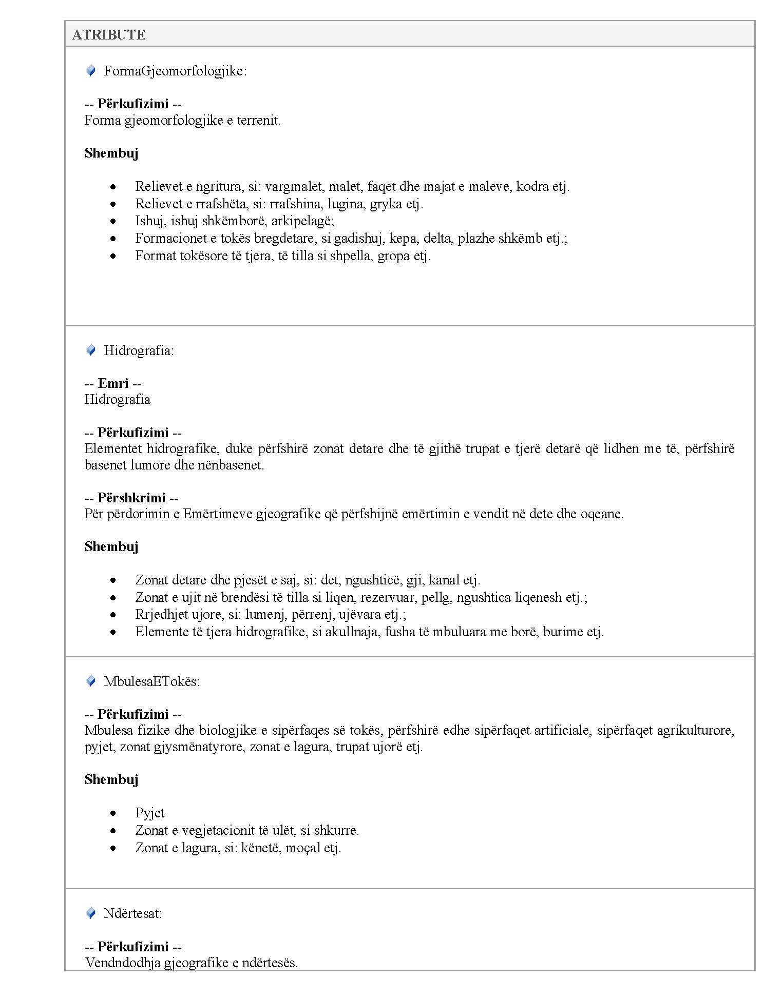 ATRIBUTE
FormaGjeomorfologjike:
-- Përkufizimi --
Forma gjeomorfologjike e terrenit.
Shembuj
• Relievet e ngritura, si: vargmalet, malet, faqet dhe majat e maleve, kodra etj.
• Relievet e rrafshëta, si: rrafshina, lugina, gryka etj.
• Ishuj, ishuj shkëmborë, arkipelagë;
• Formacionet e tokës bregdetare, si gadishuj, kepa, delta, plazhe shkëmb etj.;
• Format tokësore të tjera, të tilla si shpella, gropa etj.
Hidrografia:
-- Emri --
Hidrografia
-- Përkufizimi --
Elementet hidrografike, duke përfshirë zonat detare dhe të gjithë trupat e tjerë detarë që lidhen me të, përfshirë
basenet lumore dhe nënbasenet.
-- Përshkrimi --
Për përdorimin e Emërtimeve gjeografike që përfshijnë emërtimin e vendit në dete dhe oqeane.
Shembuj
• Zonat detare dhe pjesët e saj, si: det, ngushticë, gji, kanal etj.
• Zonat e ujit në brendësi të tilla si liqen, rezervuar, pellg, ngushtica liqenesh etj.;
• Rrjedhjet ujore, si: lumenj, përrenj, ujëvara etj.;
• Elemente të tjera hidrografike, si akullnaja, fusha të mbuluara me borë, burime etj.
MbulesaETokës:
-- Përkufizimi --
Mbulesa fizike dhe biologjike e sipërfaqes së tokës, përfshirë edhe sipërfaqet artificiale, sipërfaqet agrikulturore,
pyjet, zonat gjysmënatyrore, zonat e lagura, trupat ujorë etj.
Shembuj
• Pyjet
• Zonat e vegjetacionit të ulët, si shkurre.
• Zonat e lagura, si: kënetë, moçal etj.
Ndërtesat:
-- Përkufizimi --
Vendndodhja gjeografike e ndërtesës.